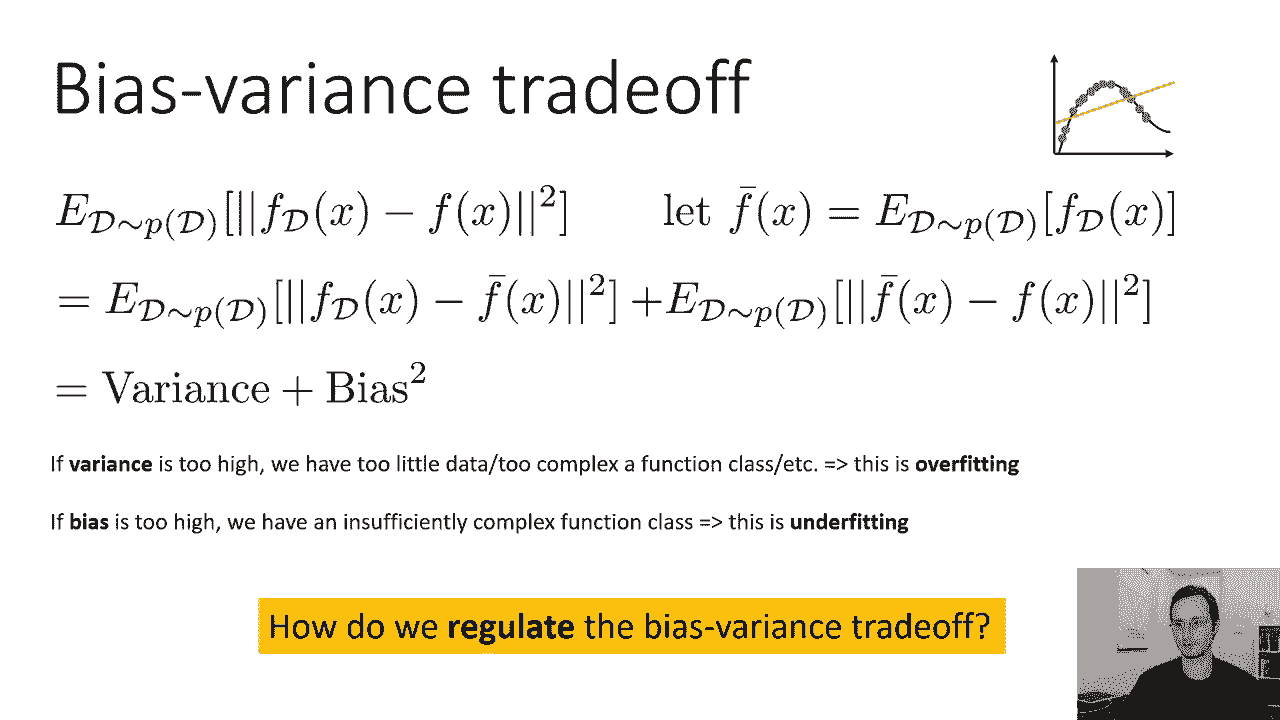 Bias-variance tradeoff
$E_{\mathcal{D}\sim p(\mathcal{D})}[||f_{\mathcal{D}}(x) - f(x)||^2]$ let $\bar{f}(x) = E_{\mathcal{D}\sim p(\mathcal{D})}[f_{\mathcal{D}}(x)]$
$= E_{\mathcal{D}\sim p(\mathcal{D})}[||f_{\mathcal{D}}(x) - \bar{f}(x)||^2] + E_{\mathcal{D}\sim p(\mathcal{D})}[||\bar{f}(x) - f(x)||^2]$
$= \text{Variance} + \text{Bias}^2$
If variance is too high, we have too little data/too complex a function class/etc. => this is overfitting
If bias is too high, we have an insufficiently complex function class => this is underfitting
How do we regulate the bias-variance tradeoff?